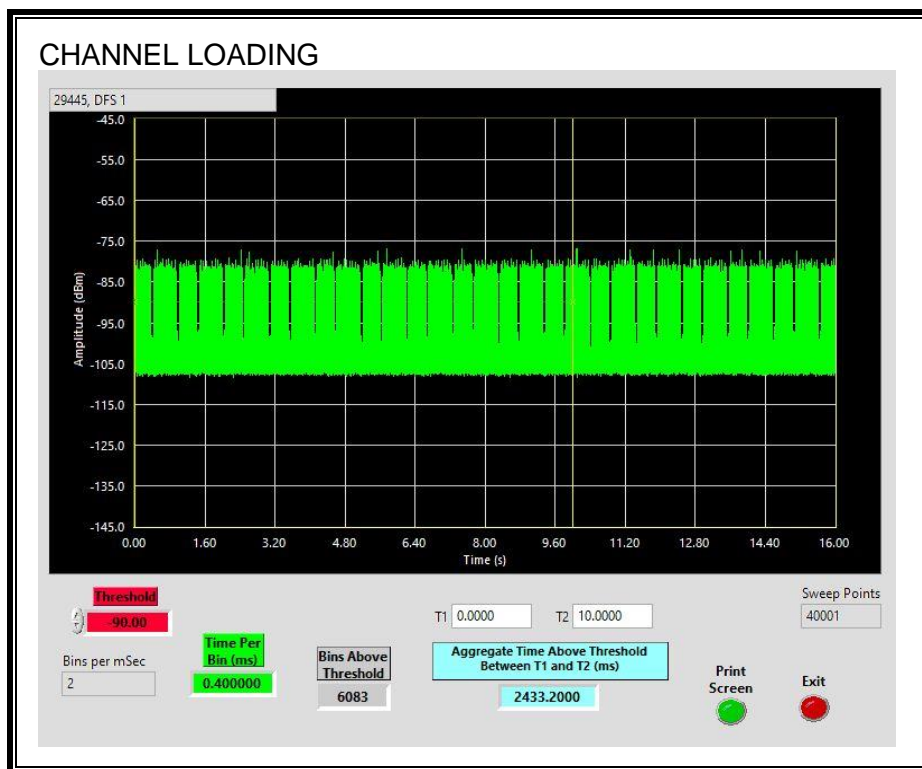 CHANNEL LOADING
29445, DFS 1
-45.0
-55.0
-65.0
-75.0
-85.0
-95.0
-105.0
-115.0
-125.0
-135.0
-145.0
Amplitude (dBm)
0.00 1.60 3.20 4.80 6.40 8.00 9.60 11.20 12.80 14.40 16.00
Time (s)
Threshold
-90.00
Bins per mSec
2
Time Per
Bin (ms)
0.400000
Bins Above
Threshold
6083
T1 0.0000 T2 10.0000
Aggregate Time Above Threshold
Between T1 and T2 (ms)
2433.2000
Sweep Points
40001
Print
Screen
Exit